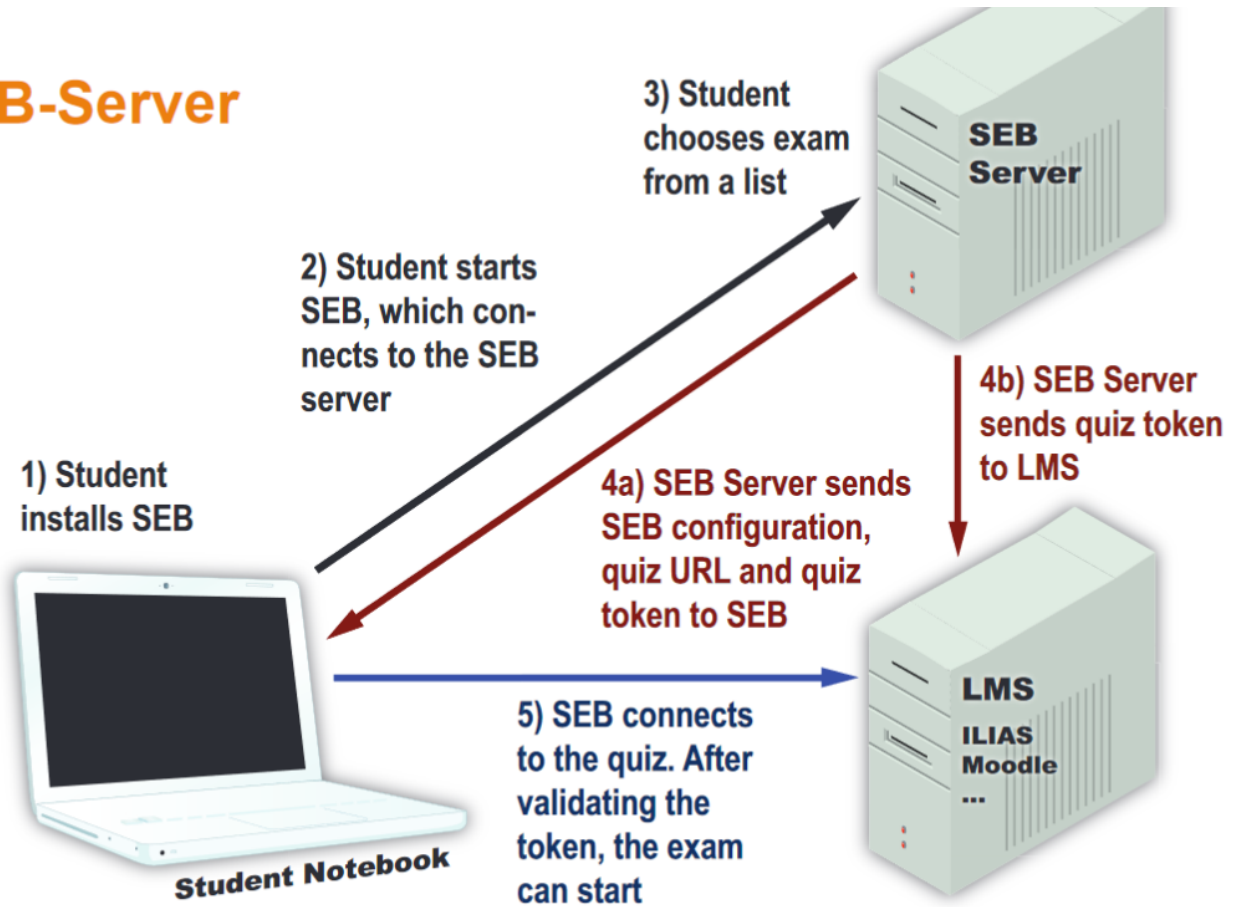 B-Server
3) Student
chooses exam
from a list
SEB
Server
2) Student starts
SEB, which con-
nects to the SEB
server
4b) SEB Server
sends quiz token
to LMS
1) Student
installs SEB
4a) SEB Server sends
SEB configuration,
quiz URL and quiz
token to SEB
LMS
ILIAS
Moodle
...
5) SEB connects
to the quiz. After
validating the
token, the exam
can start
Student Notebook